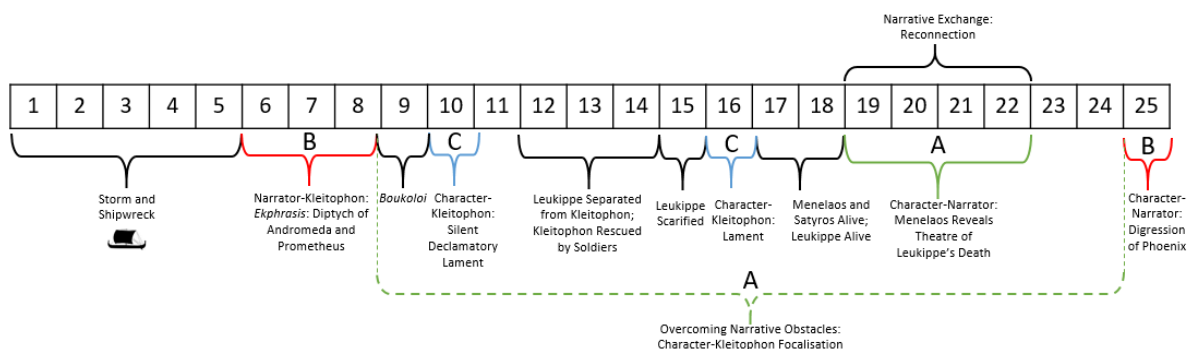 Narrative Exchange:
Reconnection
1 2 3 4 5 6 7 8 9 10 11 12 13 14 15 16 17 18 19 20 21 22 23 24 25
B C C A B
Storm and
Shipwreck
Narrator-Kleitophon:
Ekphrasis: Diptych of
Andromeda and
Prometheus
Boukoloi
Character-
Kleitophon:
Silent
Declamatory
Lament
Leukippe Separated
from Kleitophon;
Kleitophon Rescued
by Soldiers
Leukippe
Scarified
Character-
Kleitophon:
Lament
Menelaos and
Satyros Alive;
Leukippe Alive
Character-Narrator:
Menelaos Reveals
Theatre of
Leukippe's Death
Character-
Narrator:
Digression
of Phoenix
A
Overcoming Narrative Obstacles:
Character-Kleitophon Focalisation